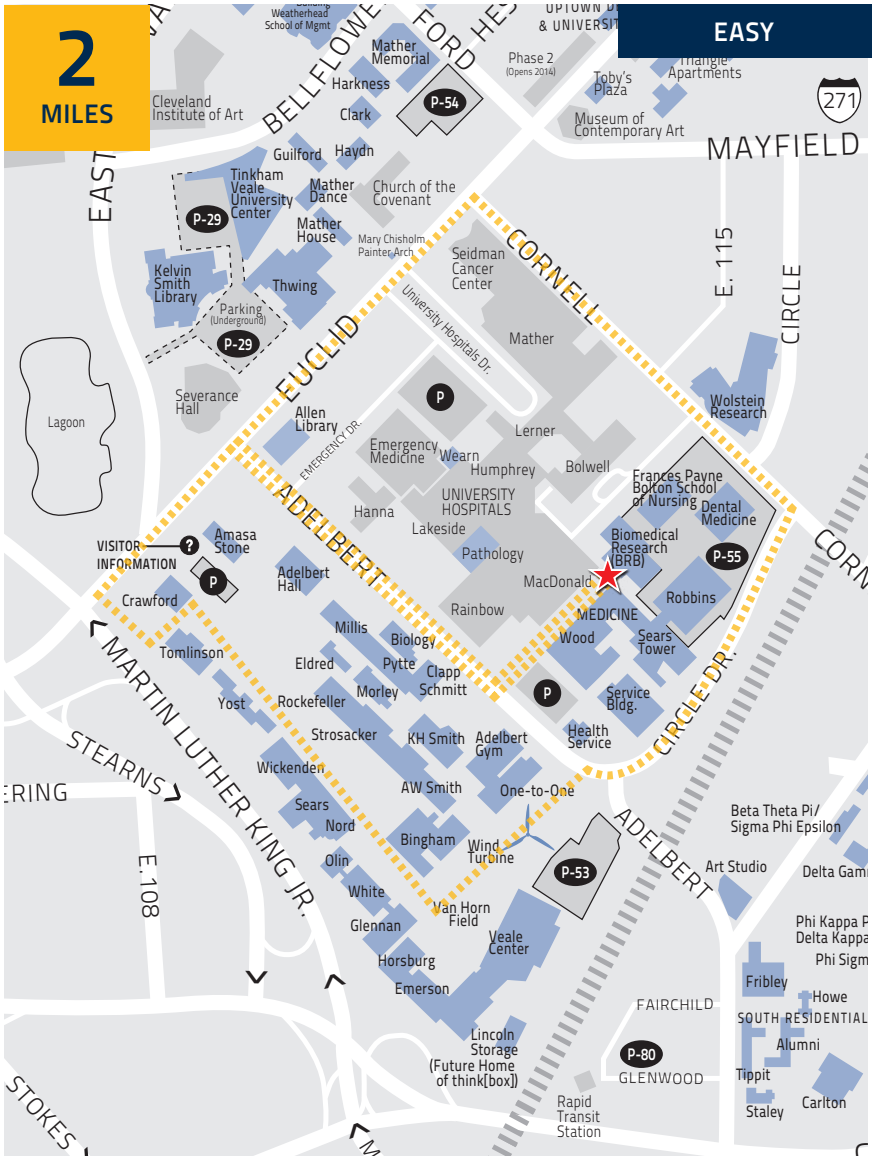 2
MILES
EASY
Weatherhead
School of Mgmt
BELLFLOWE
FORD
HES
UPTOWN D
& UNIVERSIT
Mather
Memorial
Harkness
Clark
P-54
Phase 2
(Opens 2014)
Toby's
Plaza
Triangle
Apartments
271
Cleveland
Institute of Art
Museum of
Contemporary Art
MAYFIELD
EAST
Guilford
Haydn
Tinkham
Veale
University
Center
Mather
Dance
Church of the
Covenant
P-29
Mather
House
Mary Chisholm
Painter Arch
Seidman
Cancer
Center
CORNELL
E. 115
CIRCLE
Kelvin
Smith
Library
Thwing
Parking
(Underground)
P-29
EUCLID
University Hospitals Dr.
Mather
Severance
Hall
Lagoon
P
Allen
Library
EMERGENCY DR.
Wolstein
Research
Emergency
Medicine
Wearn
Lerner
Humphrey
Bolwell
Frances Payne
Bolton School
of Nursing
Dental
Medicine
UNIVERSITY
HOSPITALS
Hanna
Lakeside
ADELBERT
VISITOR
INFORMATION
?
Amasa
Stone
P
Adelbert
Hall
Pathology
Biomedical
Research
(BRB)
P-55
CORN
Crawford
MacDonald
Robbins
Rainbow
MEDICINE
Wood
Sears
Tower
Tomlinson
Millis
Biology
Eldred
Pytte
Clapp
Schmitt
Morley
P
Service
Bldg.
CIRCLE DR.
Yost
Rockefeller
MARTIN LUTHER KING JR.
Strosacker
KH Smith
Adelbert
Gym
Health
Service
STEARNS
Wickenden
ERING
AW Smith
One-to-One
Sears
Nord
Bingham
Wind
Turbine
ADELBERT
Beta Theta Pi/
Sigma Phi Epsilon
E. 108
Olin
P-53
Art Studio
Delta Gam
White
Van Horn
Field
Glennan
Veale
Center
Phi Kappa P
Delta Kappa
Phi Sigm
Horsburg
Emerson
Fribley
Howe
FAIRCHILD
SOUTH RESIDENTIAL
Lincoln
Storage
(Future Home
of think[box])
P-80
Alumni
GLENWOOD
Tippit
STOKES
Rapid
Transit
Station
Staley
Carlton